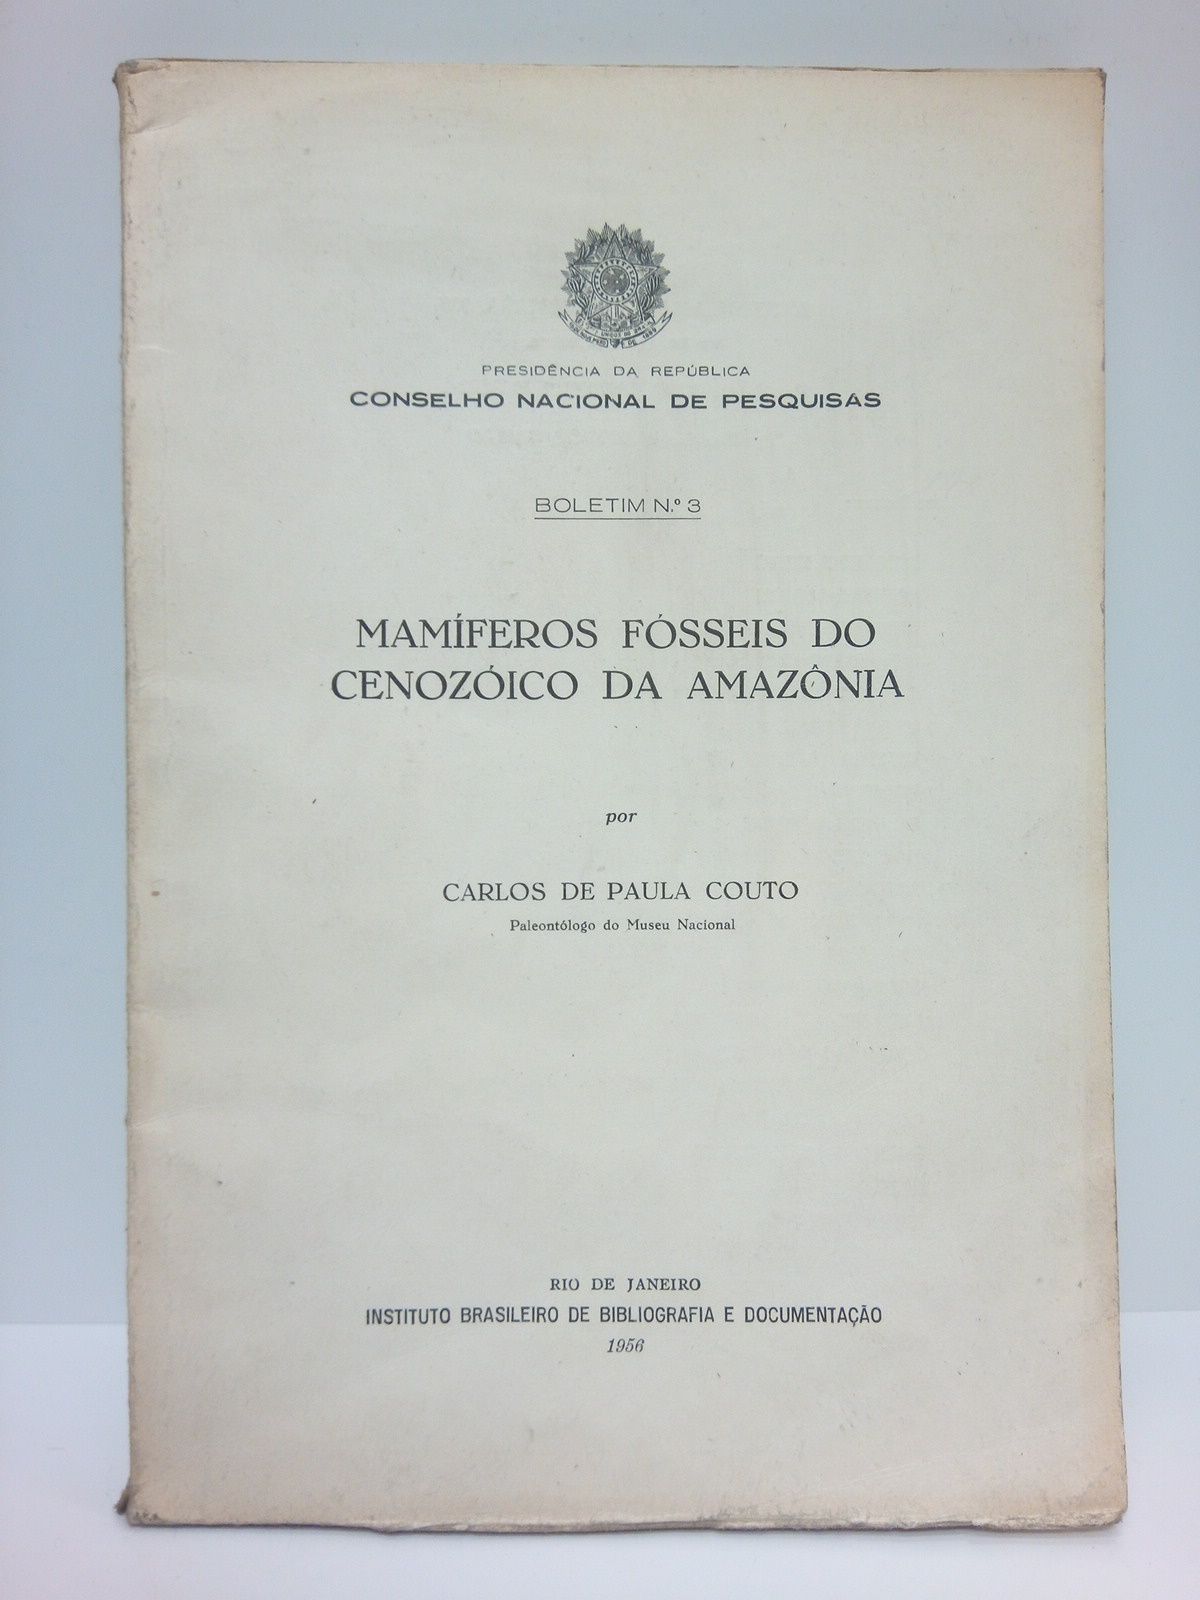 PRESIDÊNCIA DA REPÚBLICA
CONSELHO NACIONAL DE PESQUISAS
BOLETIM N.º 3
MAMÍFEROS FÓSSEIS DO
CENOZÓICO DA AMAZÔNIA
por
CARLOS DE PAULA COUTO
Paleontólogo do Museu Nacional
RIO DE JANEIRO
INSTITUTO BRASILEIRO DE BIBLIOGRAFIA E DOCUMENTAÇÃO
1956